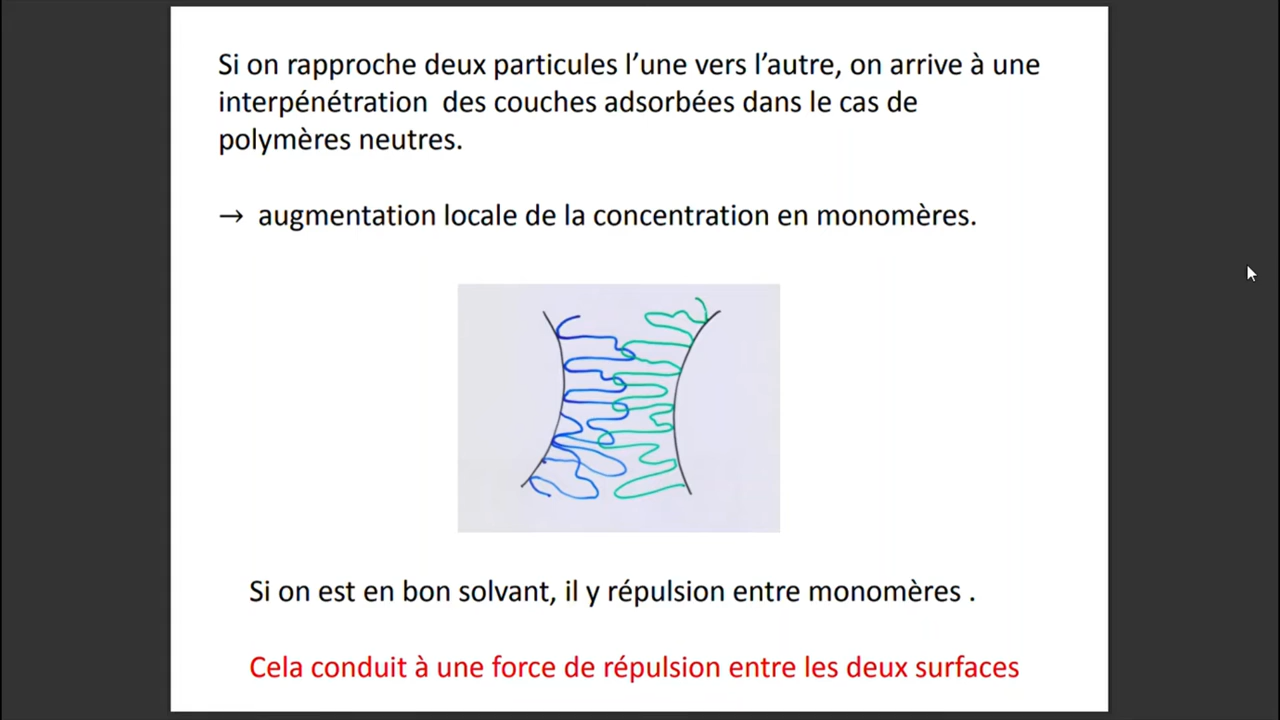 Si on rapproche deux particules l’une vers l’autre, on arrive à une
interpénétration des couches adsorbées dans le cas de
polymères neutres.
→ augmentation locale de la concentration en monomères.
Si on est en bon solvant, il y répulsion entre monomères .
Cela conduit à une force de répulsion entre les deux surfaces